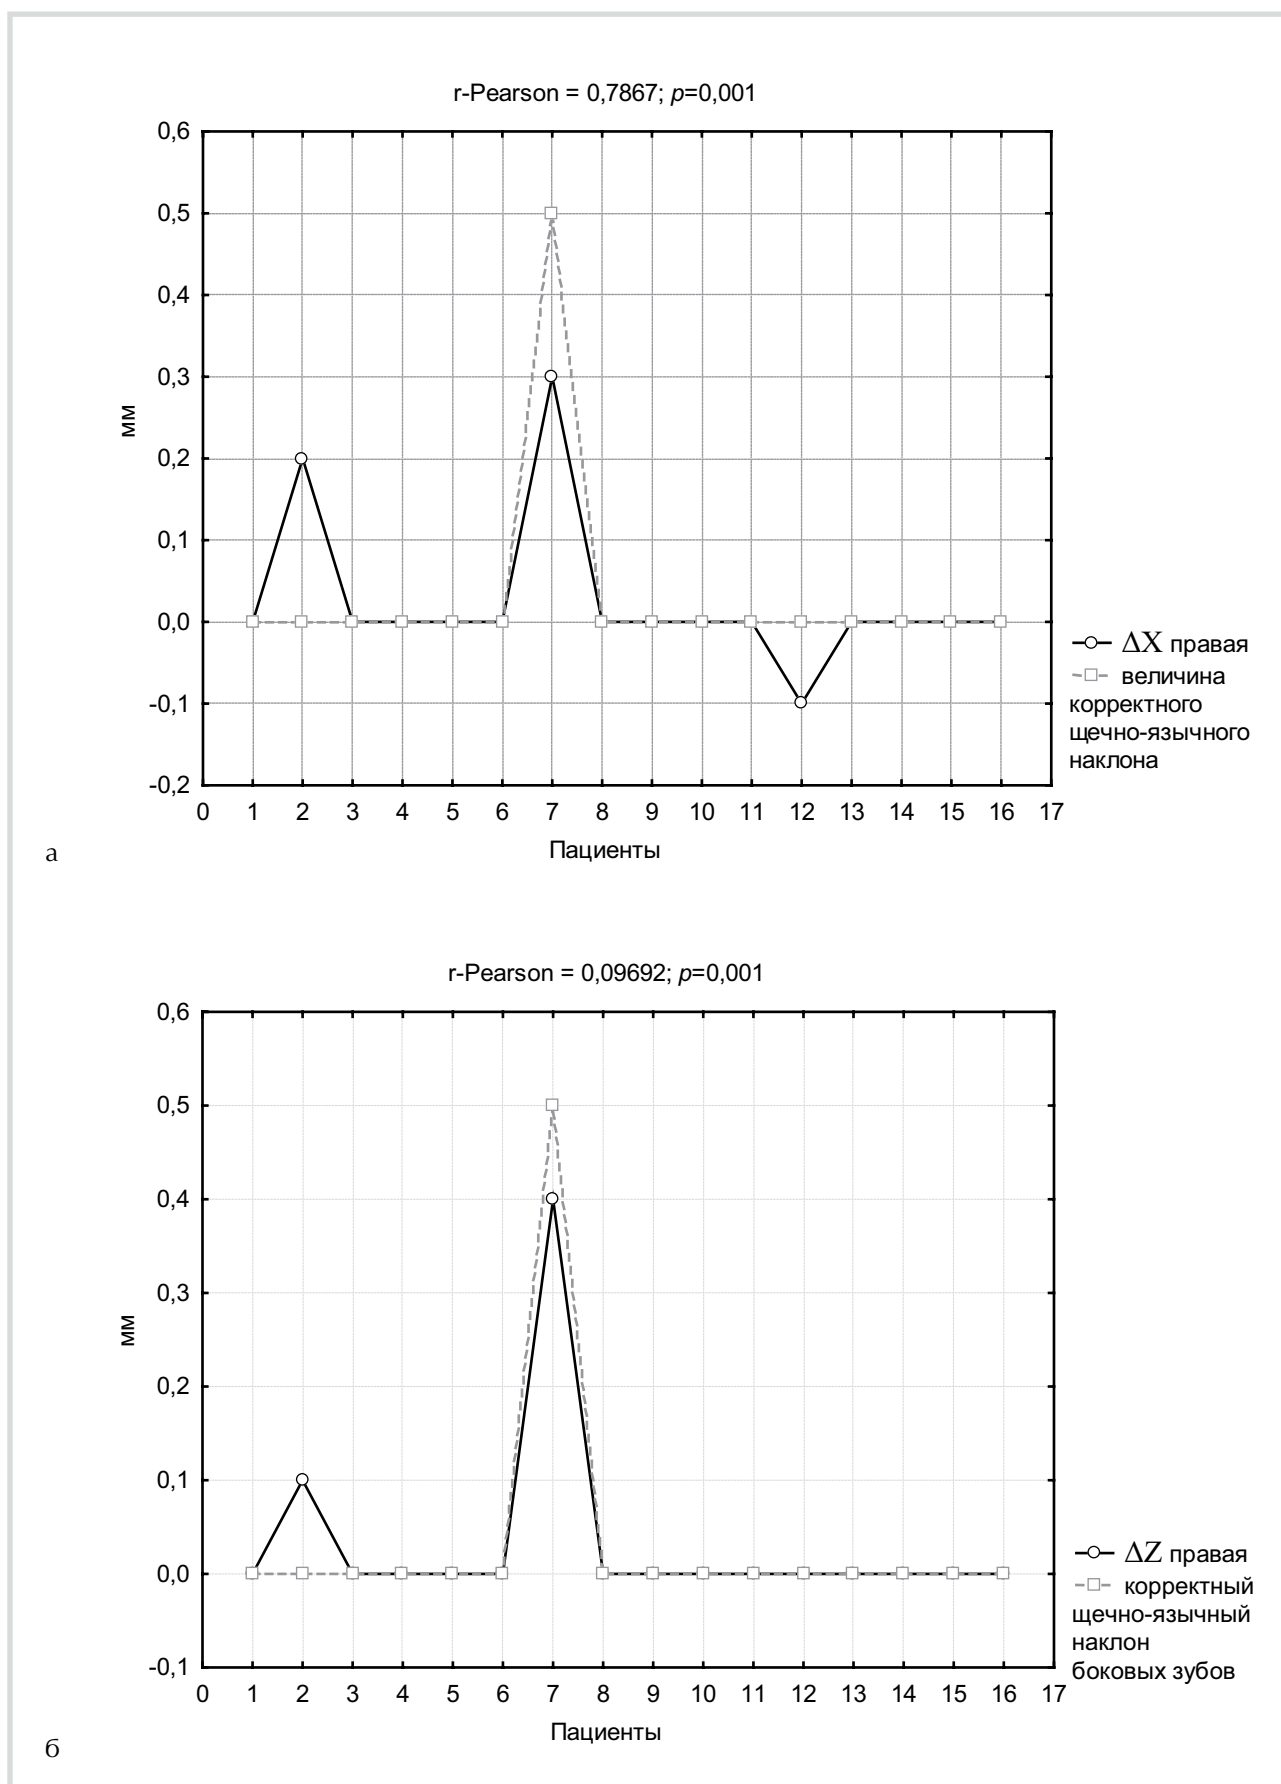 r-Pearson = 0,7867; p=0,001
0,6
0,5
0,4
0,3
0,2
0,1
0,0
-0,1
-0,2
мм
0 1 2 3 4 5 6 7 8 9 10 11 12 13 14 15 16 17
Пациенты
ΔX правая
величина
корректного
щечно-язычного
наклона
а
r-Pearson = 0,09692; p=0,001
0,6
0,5
0,4
0,3
0,2
0,1
0,0
-0,1
мм
0 1 2 3 4 5 6 7 8 9 10 11 12 13 14 15 16 17
Пациенты
ΔZ правая
корректный
щечно-язычный
наклон
боковых зубов
б